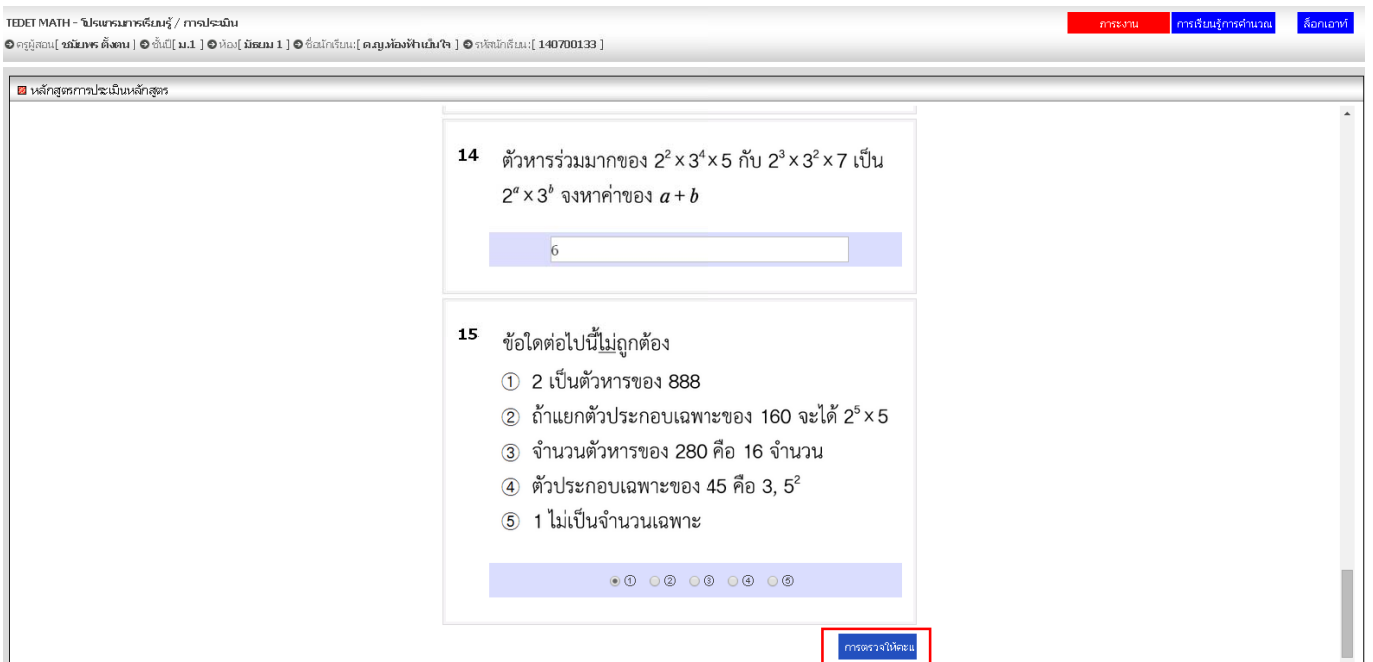 TEDET MATH - โปรแกรมการเรียนรู้ / การประเมิน
ภาระงาน การเรียนรู้การคำนวณ ล็อกเอาท์
ครูผู้สอน[ ชมัยพร ตั้งตน ] ชั้นปี[ ม.1 ] ห้อง[ มัธยม 1 ] ชื่อนักเรียน:[ ด.ญ.ท้องฟ้า เย็นใจ ] รหัสนักเรียน:[ 140700133 ]
หลักสูตรการประเมินหลักสูตร
14 ตัวหารร่วมมากของ 2² × 3⁴ × 5 กับ 2³ × 3² × 7 เป็น
2ᵃ × 3ᵇ จงหาค่าของ a + b
6
15 ข้อใดต่อไปนี้ไม่ถูกต้อง
① 2 เป็นตัวหารของ 888
② ถ้าแยกตัวประกอบเฉพาะของ 160 จะได้ 2⁵ × 5
③ จำนวนตัวหารของ 280 คือ 16 จำนวน
④ ตัวประกอบเฉพาะของ 45 คือ 3, 5²
⑤ 1 ไม่เป็นจำนวนเฉพาะ
① ② ③ ④ ⑤
การตรวจให้คะแ